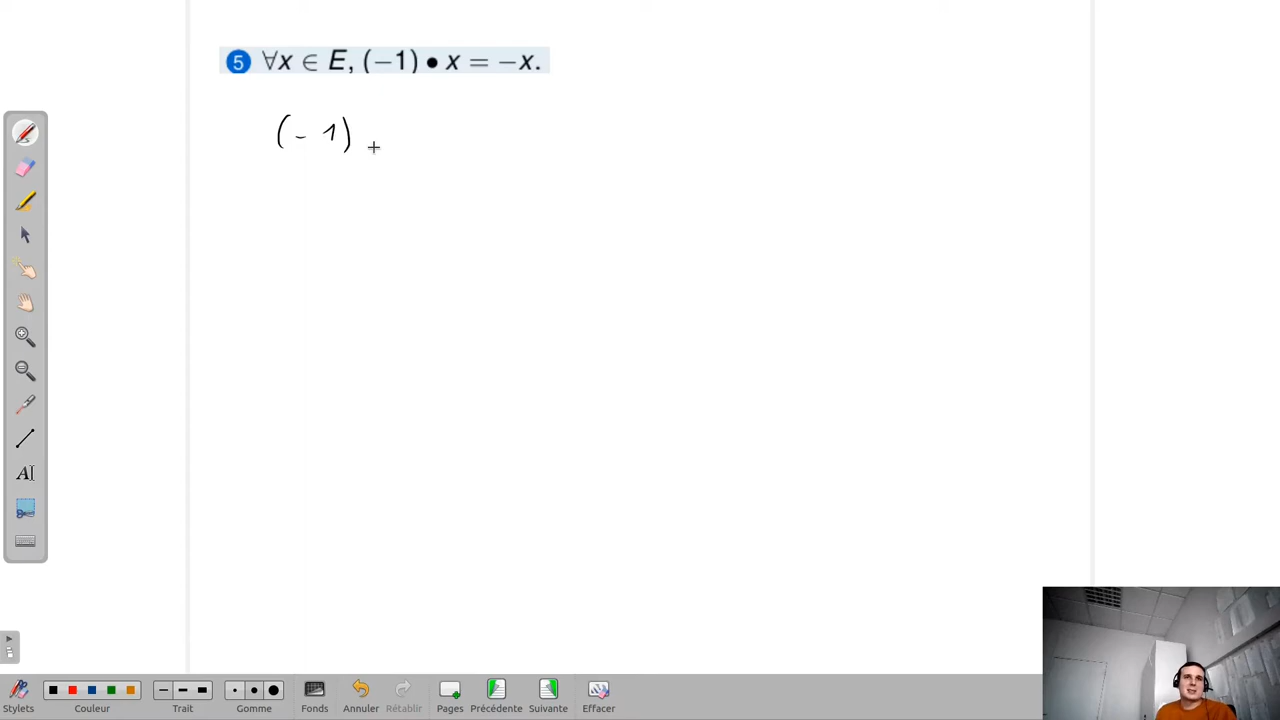 5 ∀x ∈ E, (−1) • x = −x.
(- 1)
Stylets
Couleur
Trait
Gomme
Fonds
Annuler
Rétablir
Pages
Précédente
Suivante
Effacer